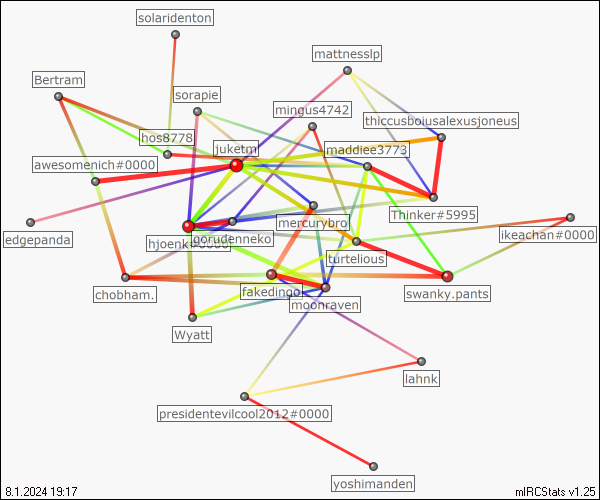 solaridenton
mattnesslp
Bertram
sorapie
mingus4742
thiccusboiusalexusjoneus
hos8778
juketm
maddiee3773
awesomenich#0000
Thinker#5995
mercurybro
ikeachan#0000
edgepanda
gorudenneko
turtelious
chobham.
fakedingo
swanky.pants
moonraven
Wyatt
lahnk
presidentevilcool2012#0000
yoshimanden
8.1.2024 19:17
mIRCStats v1.25